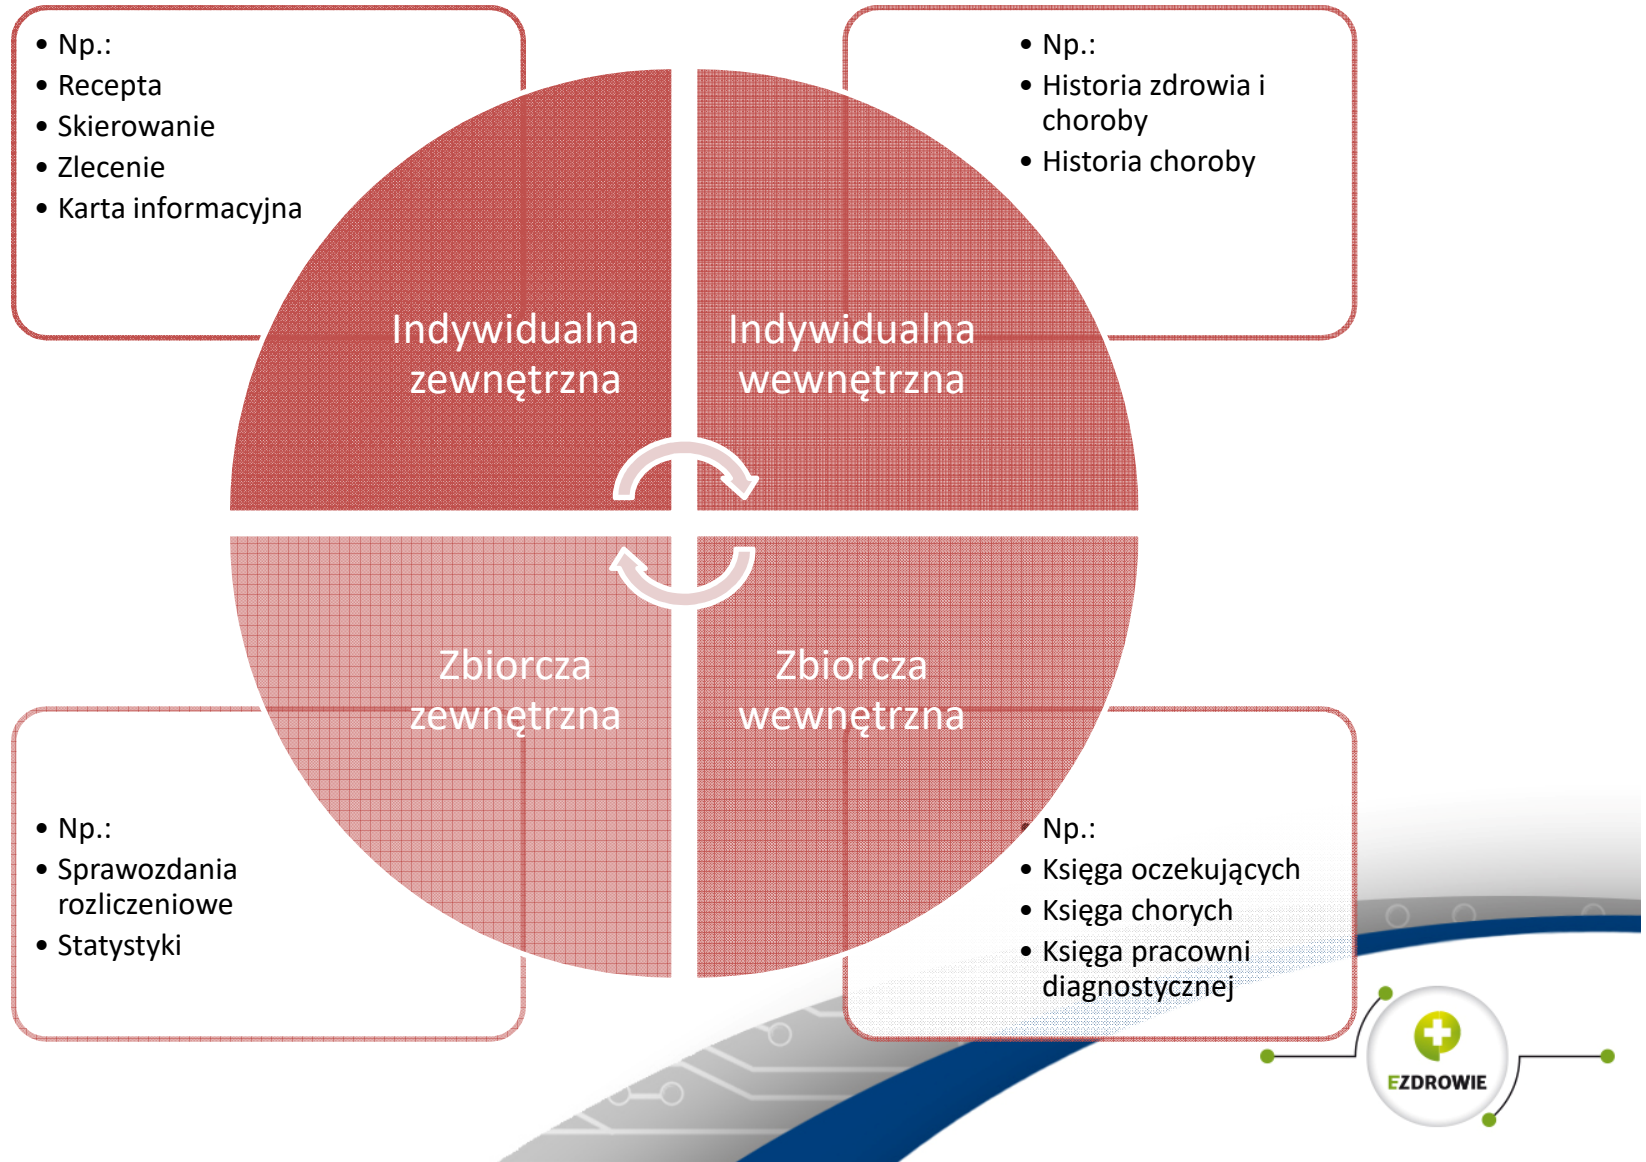 • Np.:
• Recepta
• Skierowanie
• Zlecenie
• Karta informacyjna
• Np.:
• Historia zdrowia i
choroby
• Historia choroby
Indywidualna
zewnętrzna
Indywidualna
wewnętrzna
Zbiorcza
zewnętrzna
Zbiorcza
wewnętrzna
• Np.:
• Sprawozdania
rozliczeniowe
• Statystyki
• Np.:
• Księga oczekujących
• Księga chorych
• Księga pracowni
diagnostycznej
EZDROWIE